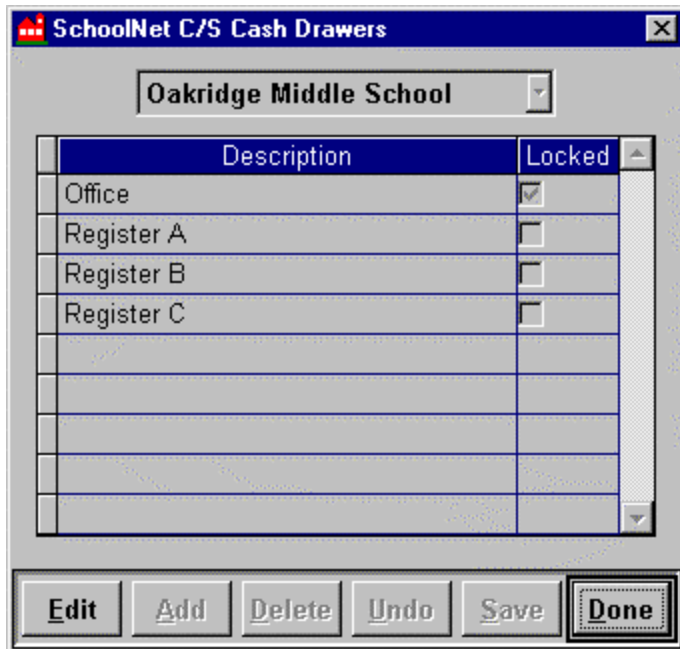 SchoolNet C/S Cash Drawers
Oakridge Middle School
Description Locked
Office
Register A
Register B
Register C
Edit Add Delete Undo Save Done